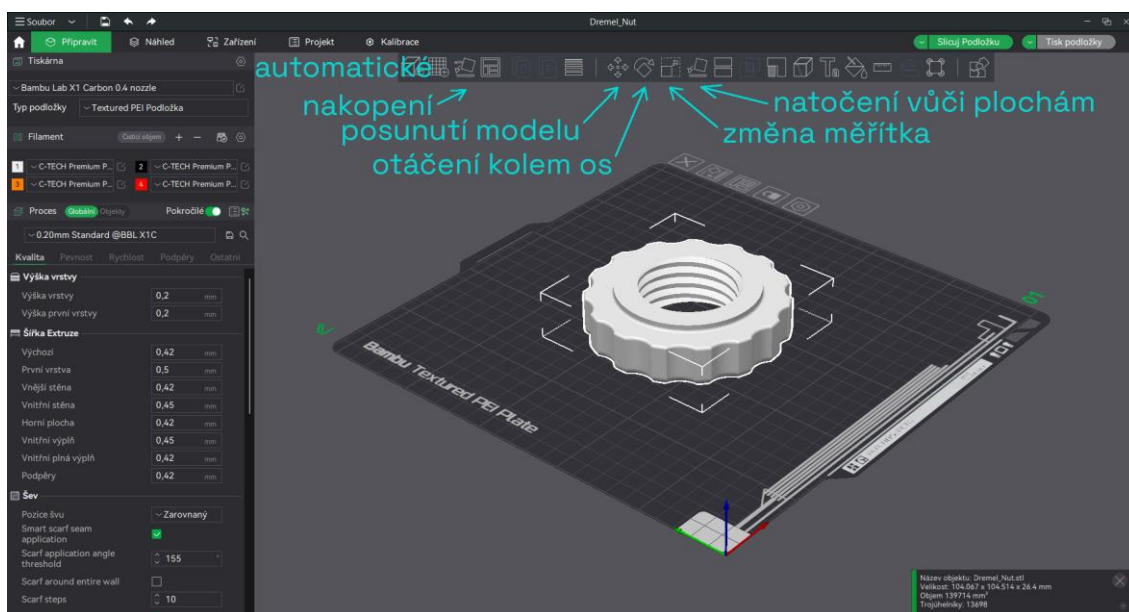 Soubor
Dremel_Nut
Připravit
Náhled
Zařízení
Projekt
Kalibrace
Slicuj Podložku
Tisk podložky
Tiskárna
Bambu Lab X1 Carbon 0.4 nozzle
Typ podložky
Textured PEI Podložka
Filament
Čistící objem
1 C-TECH Premium P...
2 C-TECH Premium P...
3 C-TECH Premium P...
4 C-TECH Premium P...
Proces
Globální
Objekty
Pokročilé
0.20mm Standard @BBL X1C
Kvalita
Pevnost
Rychlost
Podpěry
Ostatní
Výška vrstvy
Výška vrstvy 0,2 mm
Výška první vrstvy 0,2 mm
Šířka Extruze
Výchozí 0,42 mm
První vrstva 0,5 mm
Vnější stěna 0,42 mm
Vnitřní stěna 0,45 mm
Horní plocha 0,42 mm
Vnitřní výplň 0,45 mm
Vnitřní plná výplň 0,42 mm
Podpěry 0,42 mm
Šev
Pozice švu Zarovnaný
Smart scarf seam
application
Scarf application angle
threshold 155 °
Scarf around entire wall
Scarf steps 10
automatické
nakopení
posunutí modelu
otáčení kolem os
natočení vůči plochám
změna měřítka
01
Bambu Textured PEI Plate
Název objektu: Dremel_Nut.stl
Velikost: 104.067 x 104.514 x 26.4 mm
Objem 139714 mm³
Trojúhelníky: 13698